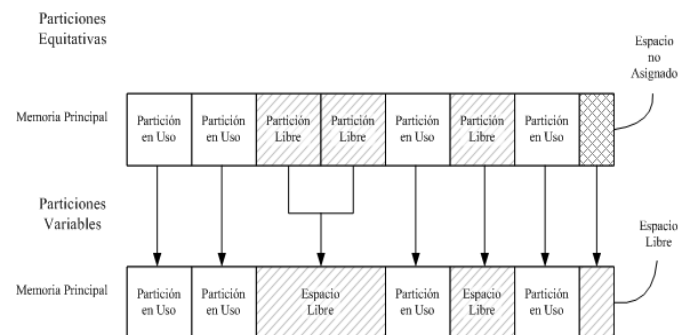 Particiones
Equitativas
Espacio
no
Asignado
Memoria Principal
Partición
en Uso
Partición
en Uso
Partición
Libre
Partición
Libre
Partición
en Uso
Partición
Libre
Partición
en Uso
Particiones
Variables
Espacio
Libre
Memoria Principal
Partición
en Uso
Partición
en Uso
Espacio
Libre
Partición
en Uso
Espacio
Libre
Partición
en Uso